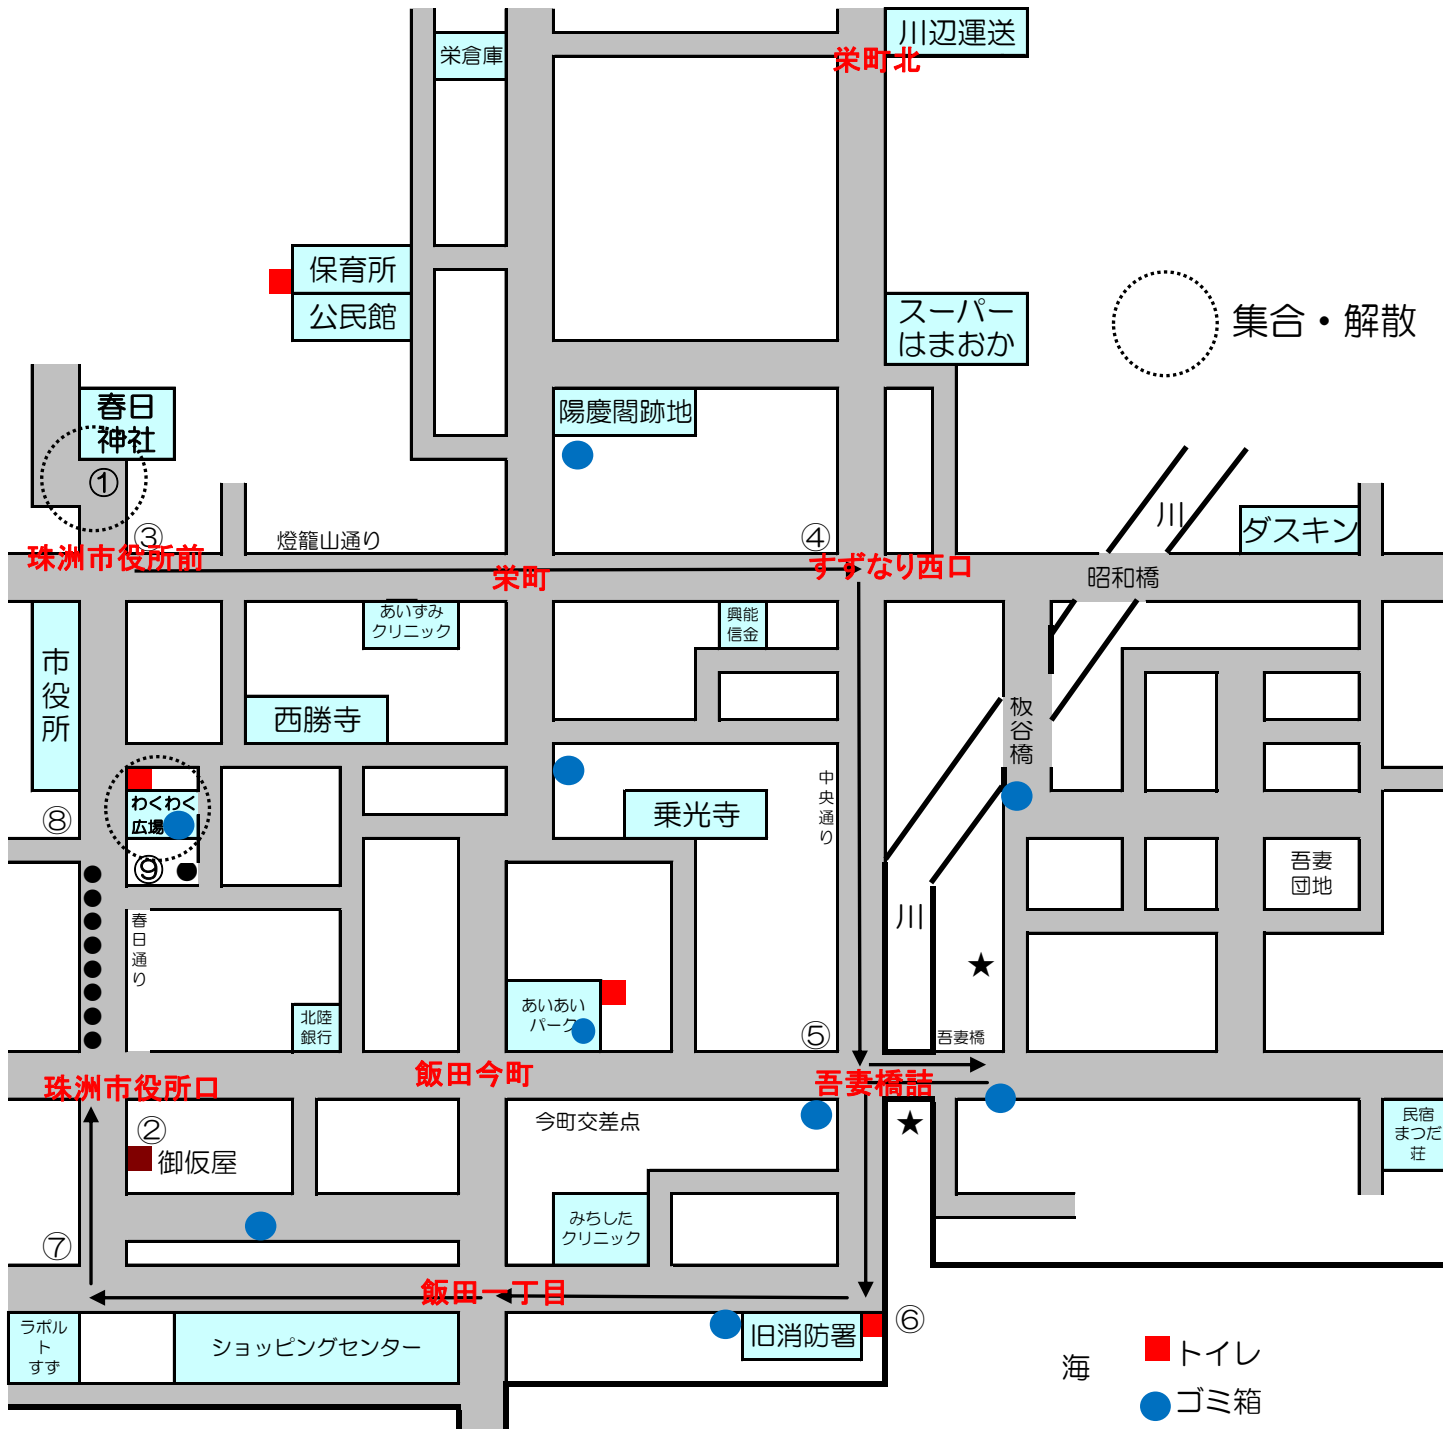 川辺運送
栄倉庫
栄町北
保育所
公民館
スーパー
はまおか
集合・解散
春日
神社
陽慶閣跡地
①
③
燈籠山通り
④
川
ダスキン
珠洲市役所前
栄町
すずなり西口
昭和橋
あいずみ
クリニック
興能
信金
市
役
所
西勝寺
板
谷
橋
中
央
通
り
わくわく
広場
乗光寺
⑧
⑨
吾妻
団地
春
日
通
り
川
★
あいあい
パーク
北陸
銀行
⑤
吾妻橋
珠洲市役所口
飯田今町
吾妻橋詰
②
御仮屋
今町交差点
★
民宿
まつだ
荘
みちした
クリニック
⑦
飯田一丁目
ラポル
ト
すず
ショッピングセンター
旧消防署
⑥
海
トイレ
ゴミ箱